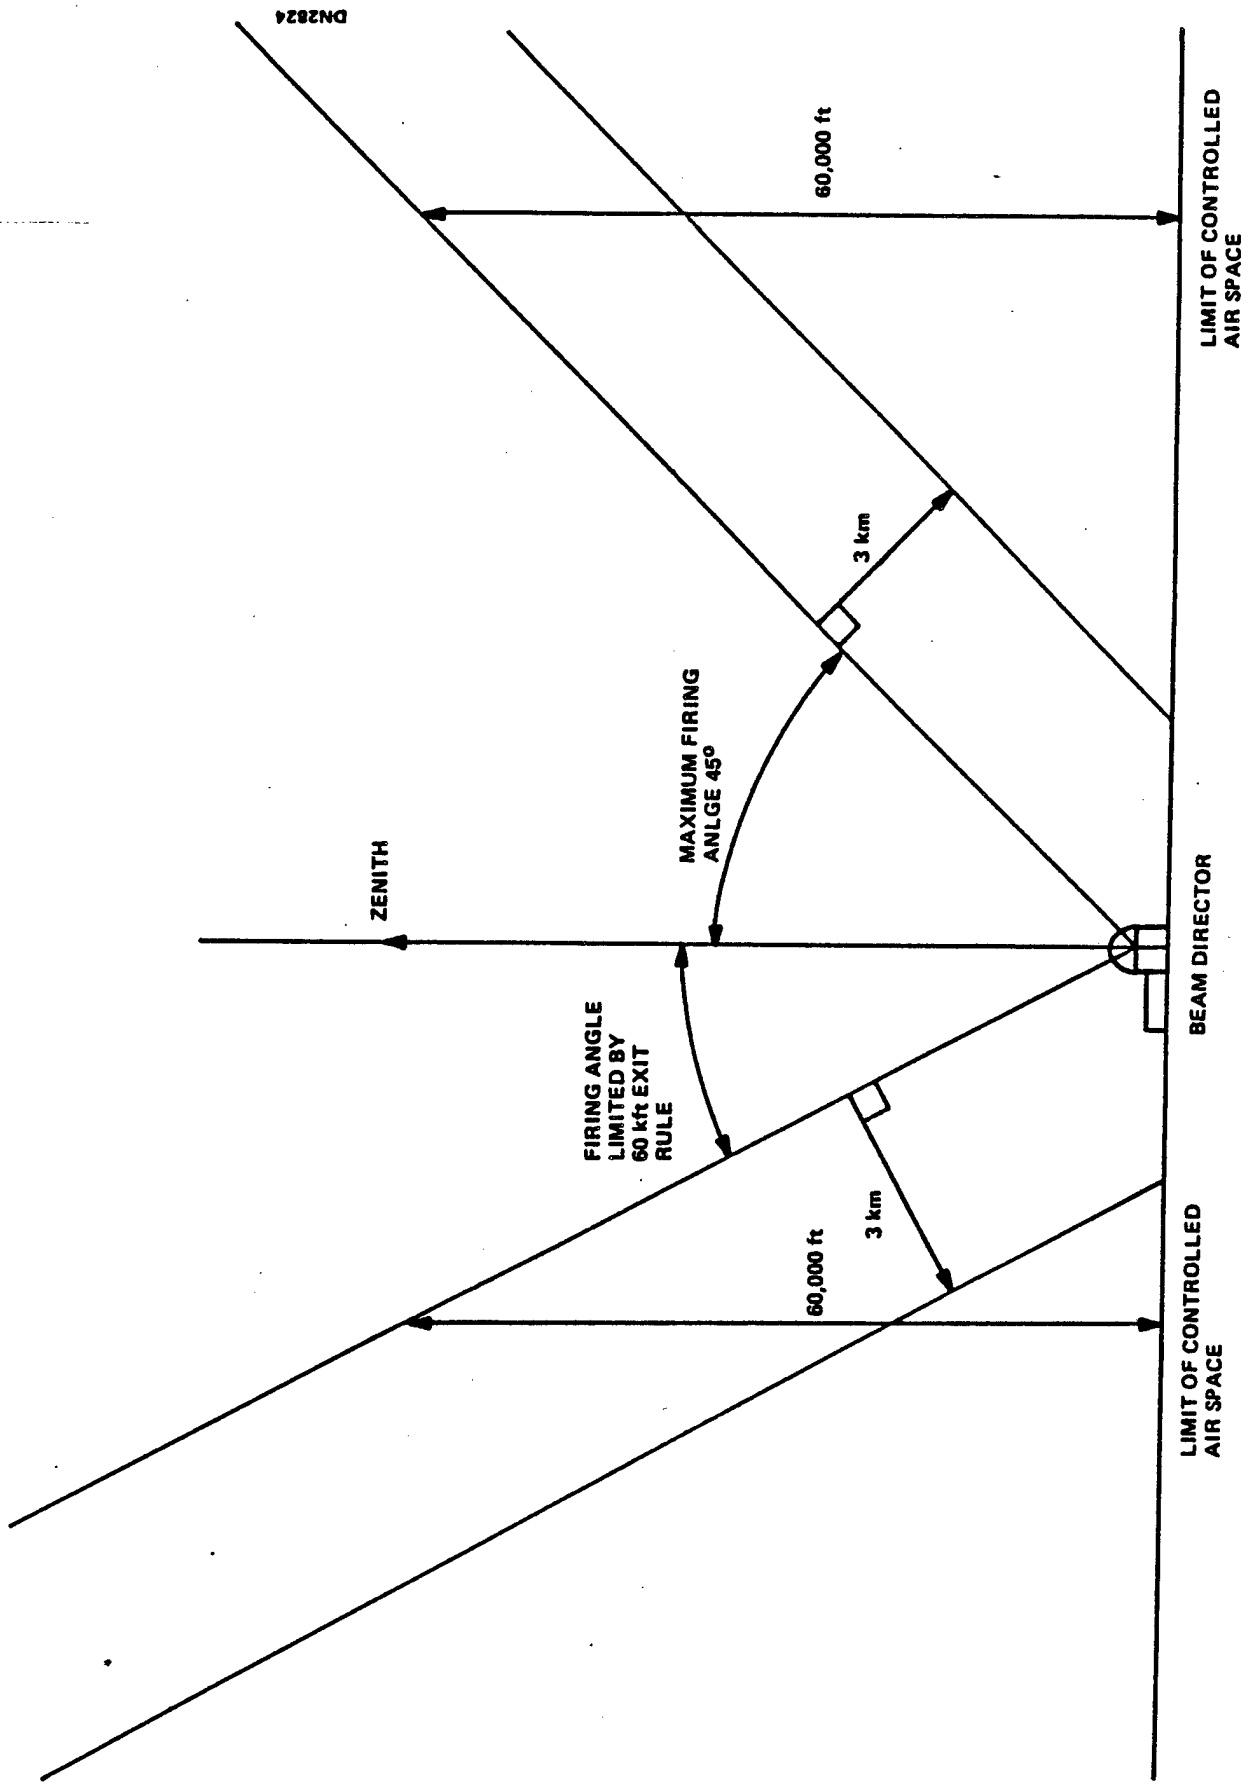 DN2824
ZENITH
FIRING ANGLE
LIMITED BY
60 kft EXIT
RULE
MAXIMUM FIRING
ANLGE 45º
60,000 ft
3 km
3 km
60,000 ft
LIMIT OF CONTROLLED
AIR SPACE
BEAM DIRECTOR
LIMIT OF CONTROLLED
AIR SPACE